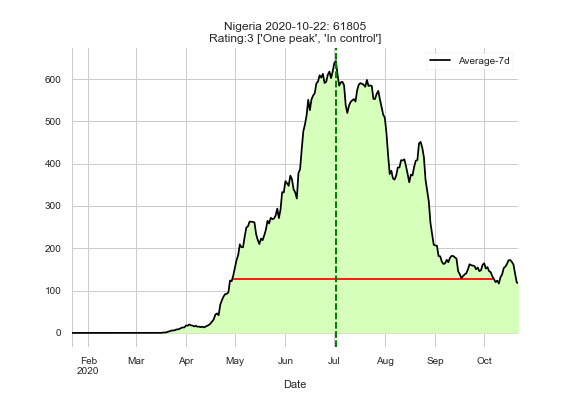 Nigeria 2020-10-22: 61805
Rating:3 ['One peak', 'In control']
Average-7d
600
500
400
300
200
100
0
Feb Mar Apr May Jun Jul Aug Sep Oct
2020
Date